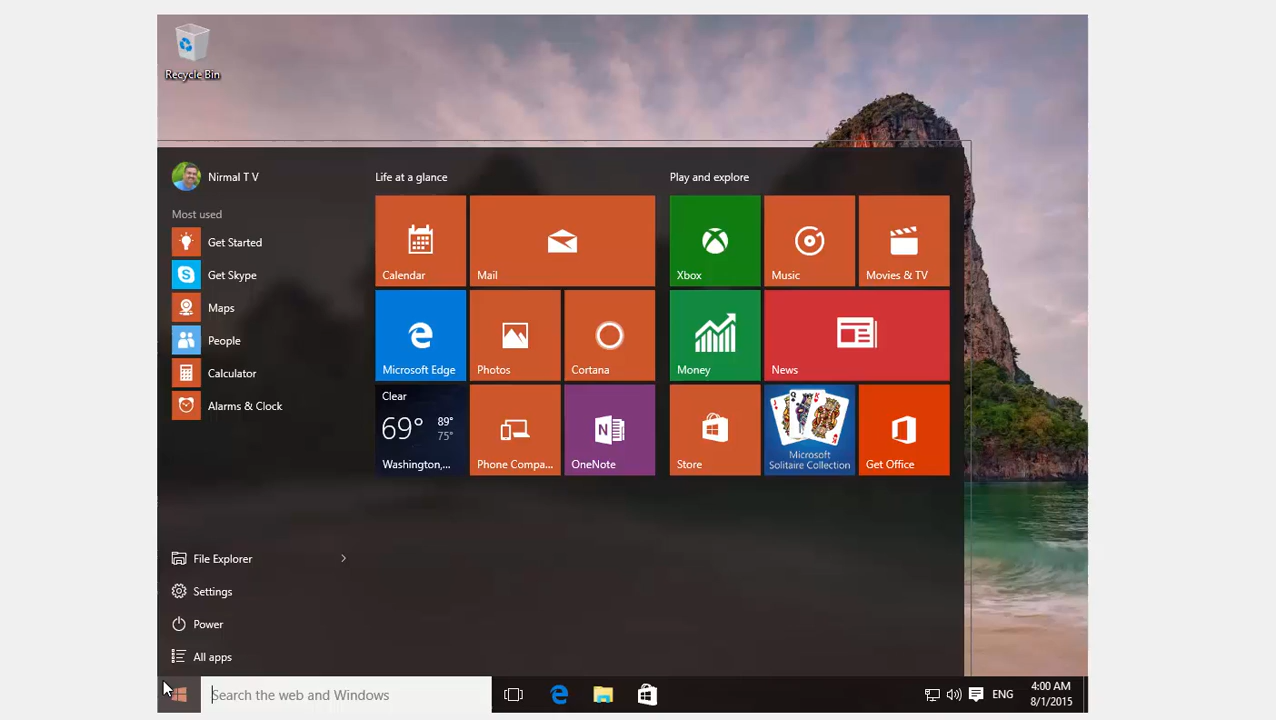 Recycle Bin
Nirmal T V
Most used
Get Started
Get Skype
Maps
People
Calculator
Alarms & Clock
File Explorer
Settings
Power
All apps
Life at a glance
Calendar
Mail
Microsoft Edge
Photos
Cortana
Clear
69° 89°
75°
Washington,...
Phone Compa...
OneNote
Play and explore
Xbox
Music
Movies & TV
Money
News
Store
Microsoft
Solitaire Collection
Get Office
Search the web and Windows
ENG
4:00 AM
8/1/2015